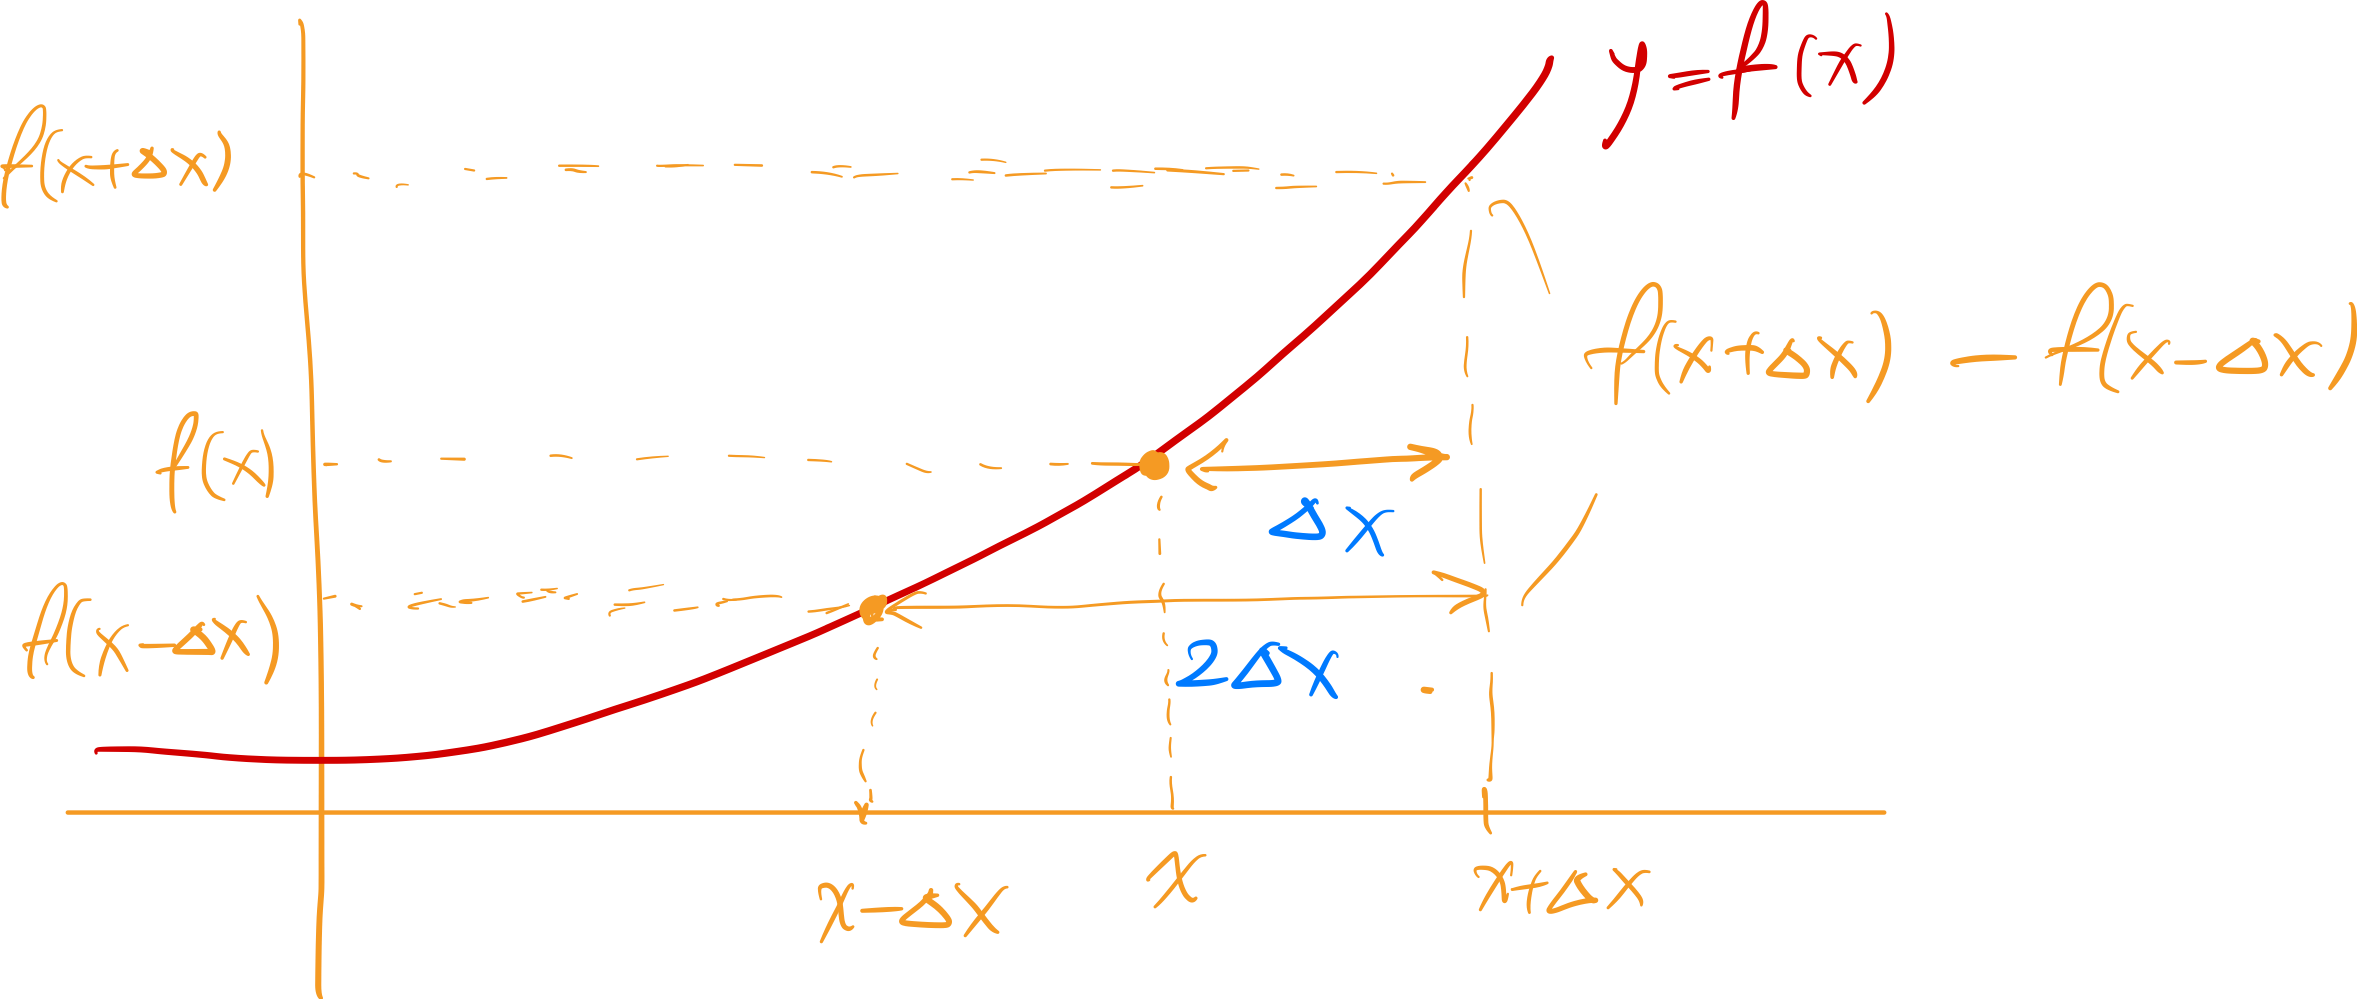 y = f(x)
f(x+Δx)
f(x+Δx) - f(x-Δx)
f(x)
Δx
f(x-Δx)
2Δx
x-Δx
x
x+Δx